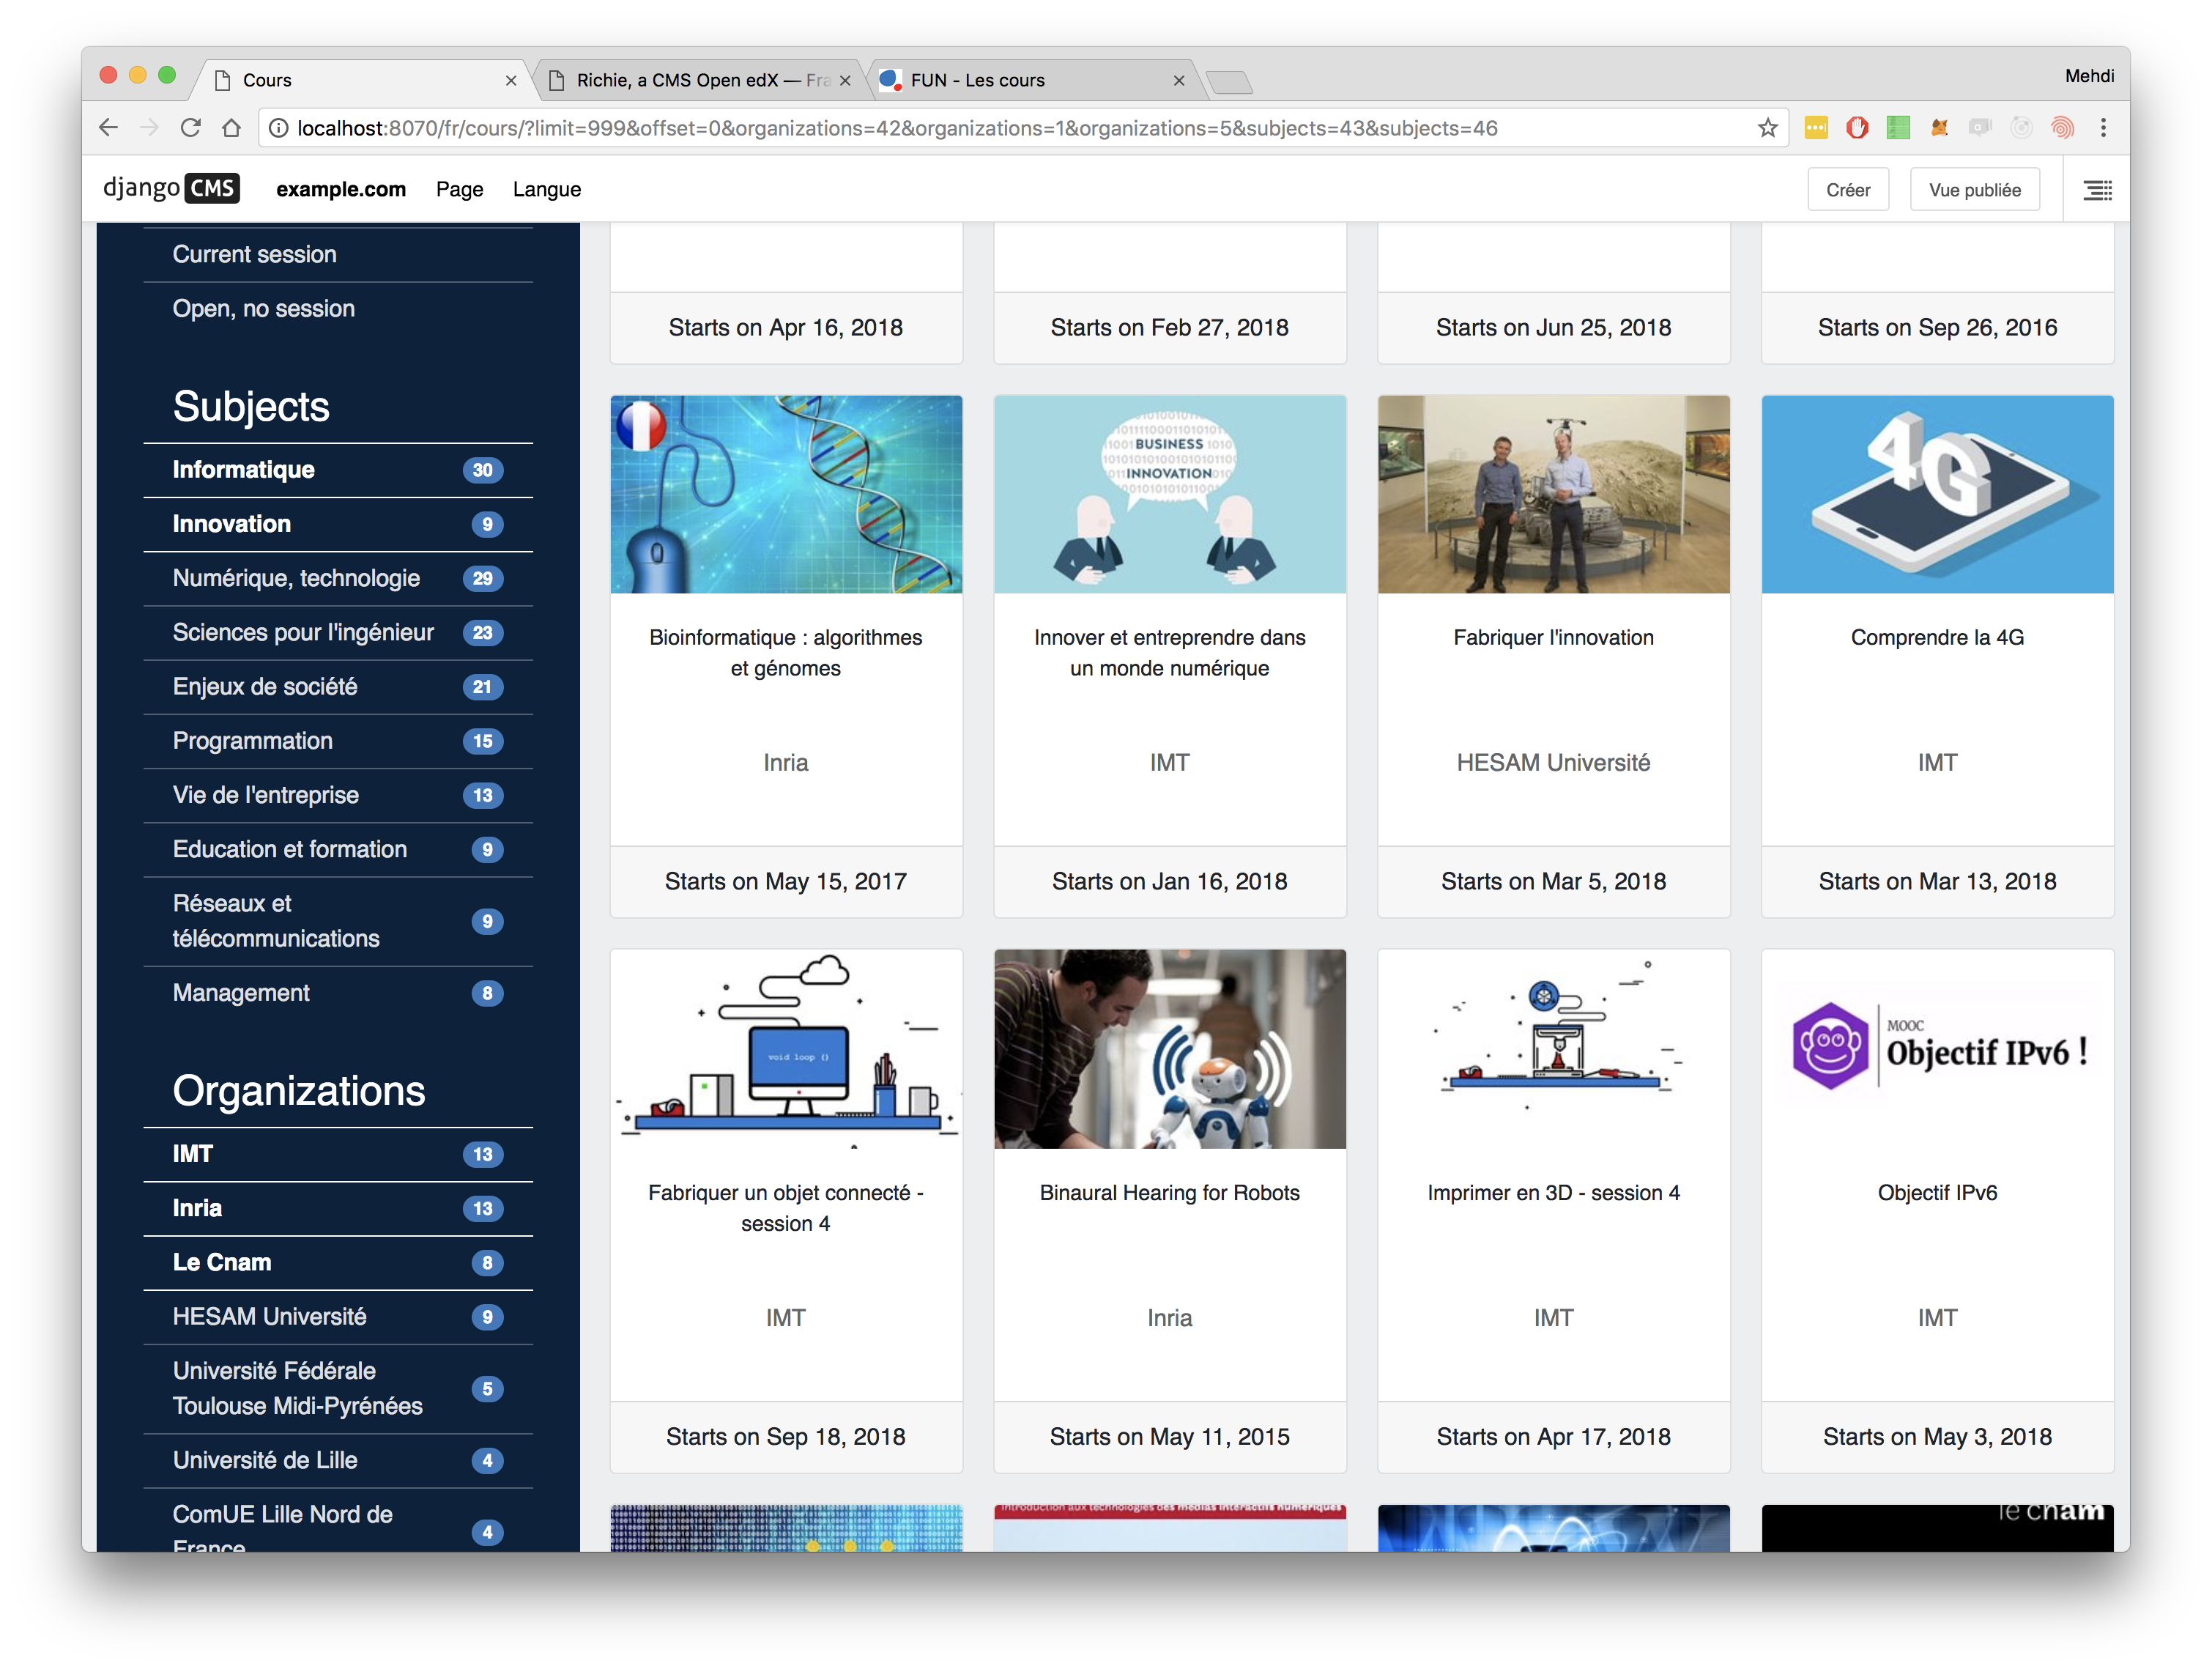 Cours
Richie, a CMS Open edX — Fra
FUN - Les cours
Mehdi
localhost:8070/fr/cours/?limit=999&offset=0&organizations=42&organizations=1&organizations=5&subjects=43&subjects=46
django CMS
example.com
Page
Langue
Créer
Vue publiée
Current session
Open, no session
Subjects
Informatique 30
Innovation 9
Numérique, technologie 29
Sciences pour l'ingénieur 23
Enjeux de société 21
Programmation 15
Vie de l'entreprise 13
Education et formation 9
Réseaux et
télécommunications 9
Management 8
Organizations
IMT 13
Inria 13
Le Cnam 8
HESAM Université 9
Université Fédérale
Toulouse Midi-Pyrénées 5
Université de Lille 4
ComUE Lille Nord de
France 4
Starts on Apr 16, 2018
Starts on Feb 27, 2018
Starts on Jun 25, 2018
Starts on Sep 26, 2016
Bioinformatique : algorithmes
et génomes
Inria
Starts on May 15, 2017
BUSINESS
INNOVATION
Innover et entreprendre dans
un monde numérique
IMT
Starts on Jan 16, 2018
Fabriquer l'innovation
HESAM Université
Starts on Mar 5, 2018
4G
Comprendre la 4G
IMT
Starts on Mar 13, 2018
void loop ()
Fabriquer un objet connecté -
session 4
IMT
Starts on Sep 18, 2018
Binaural Hearing for Robots
Inria
Starts on May 11, 2015
Imprimer en 3D - session 4
IMT
Starts on Apr 17, 2018
MOOC
Objectif IPv6 !
Objectif IPv6
IMT
Starts on May 3, 2018
Introduction aux technologies des médias interactifs numériques
le cnam